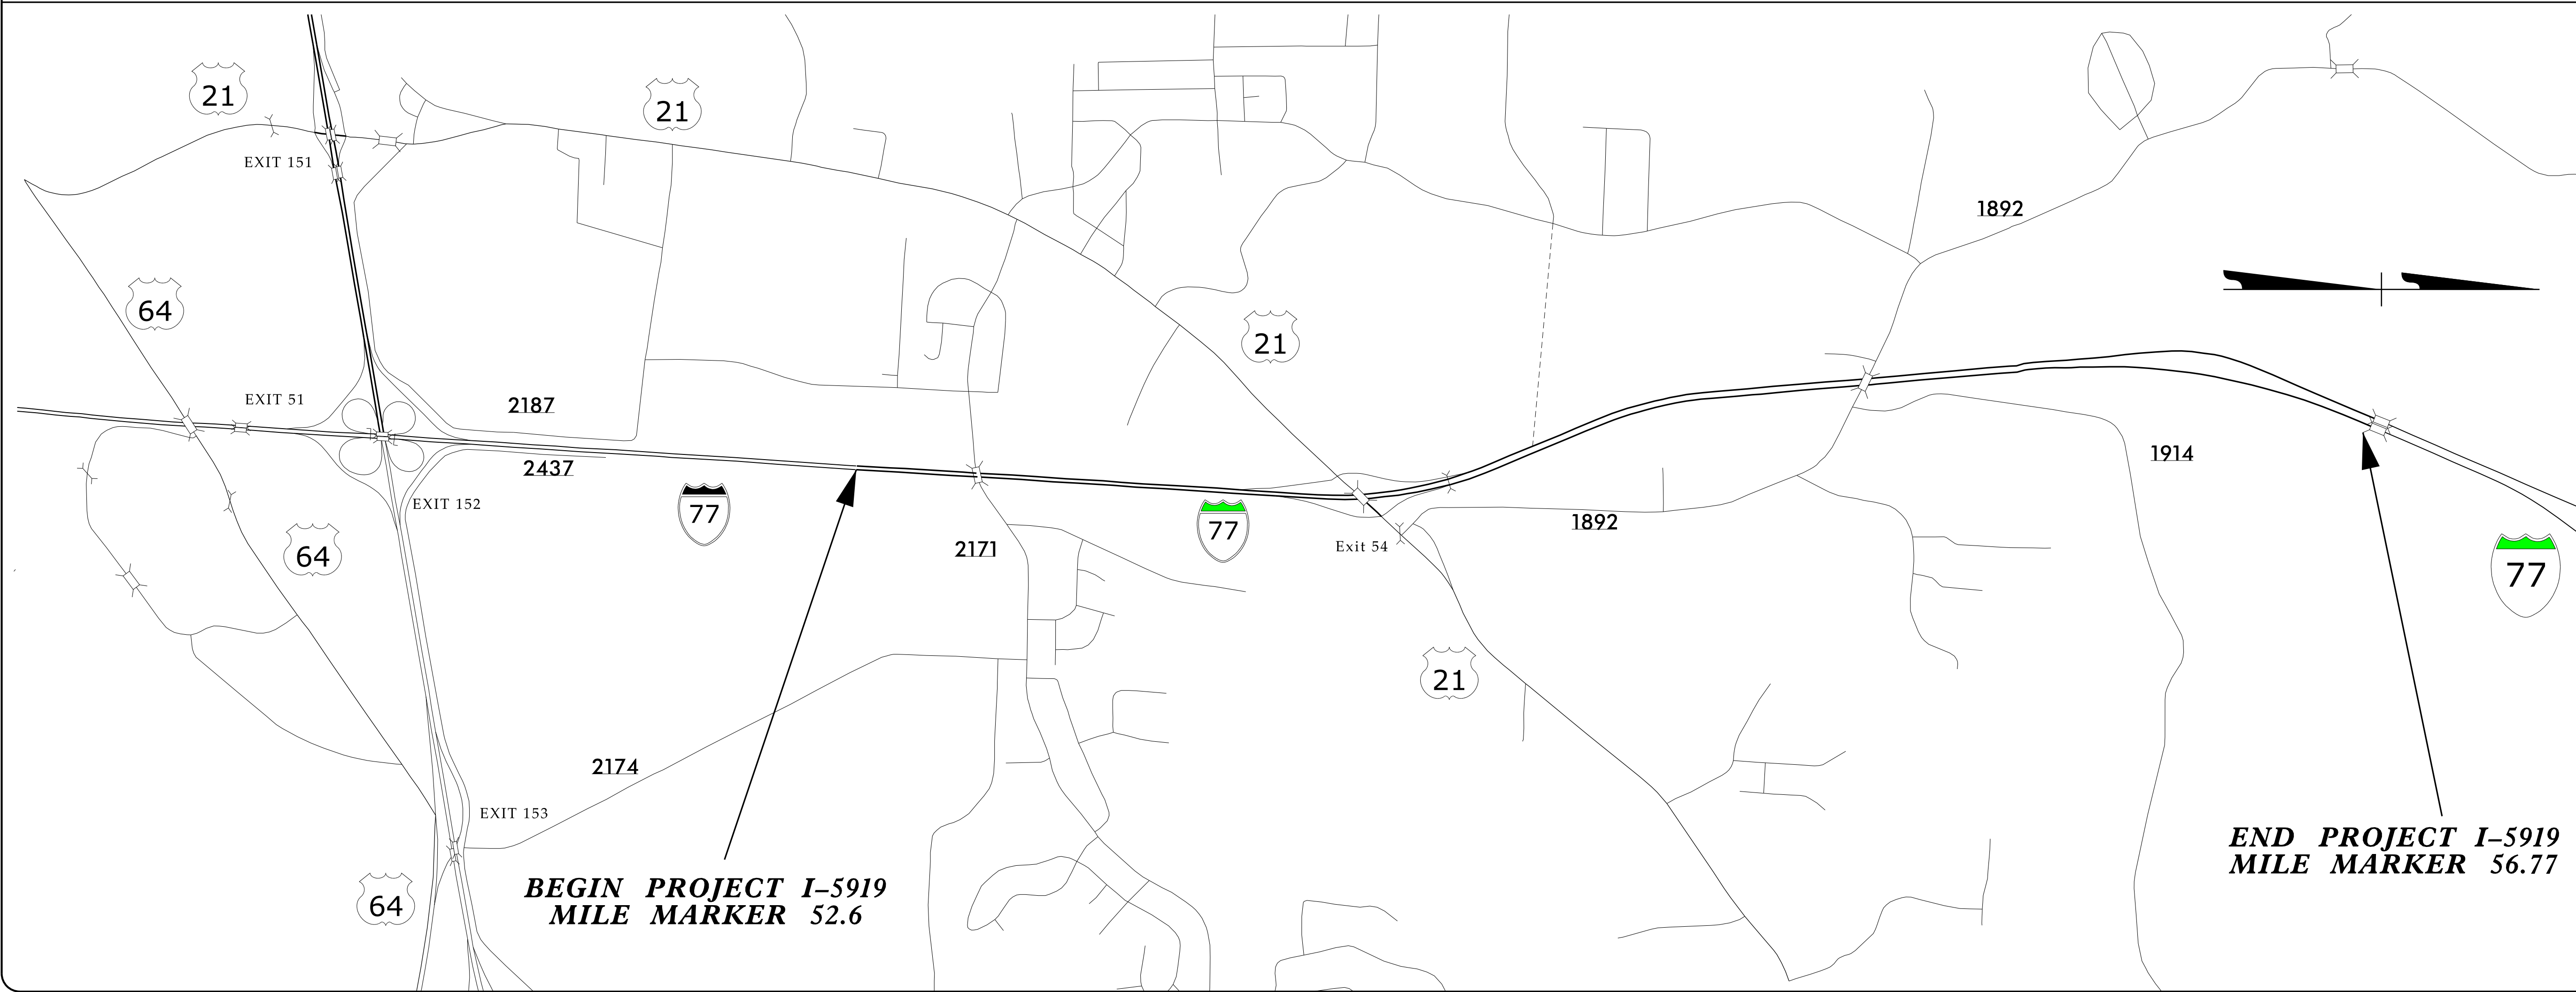 21
21
EXIT 151
1892
64
21
EXIT 51
2187
1914
2437
EXIT 152
77
77
1892
64
2171
Exit 54
77
21
2174
EXIT 153
END PROJECT I–5919
MILE MARKER 56.77
BEGIN PROJECT I–5919
MILE MARKER 52.6
64